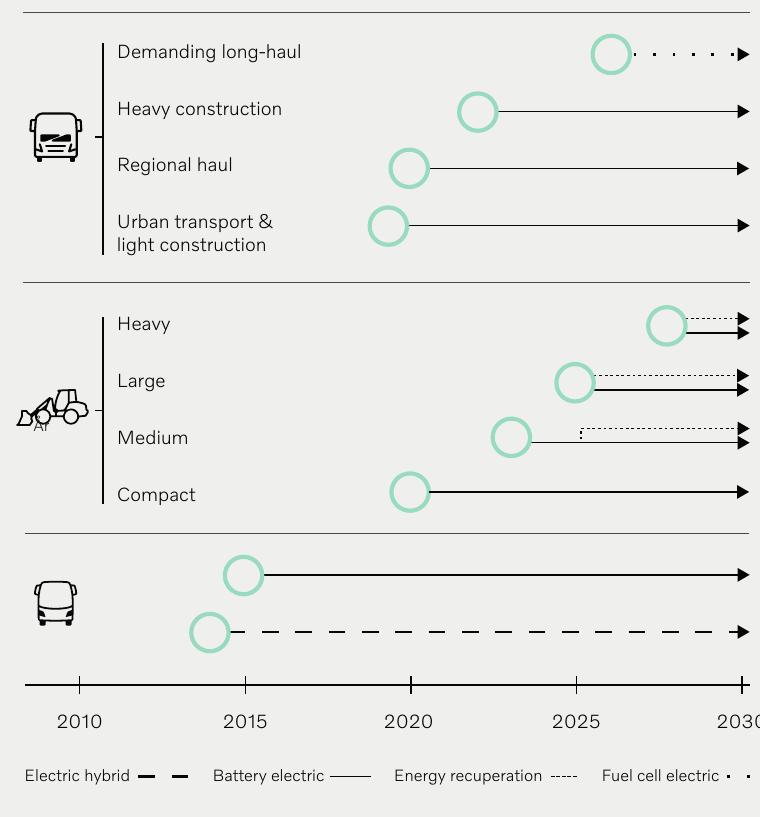 Demanding long-haul
Heavy construction
Regional haul
Urban transport &
light construction
Heavy
Large
Ar
Medium
Compact
2010 2015 2020 2025 2030
Electric hybrid Battery electric Energy recuperation Fuel cell electric